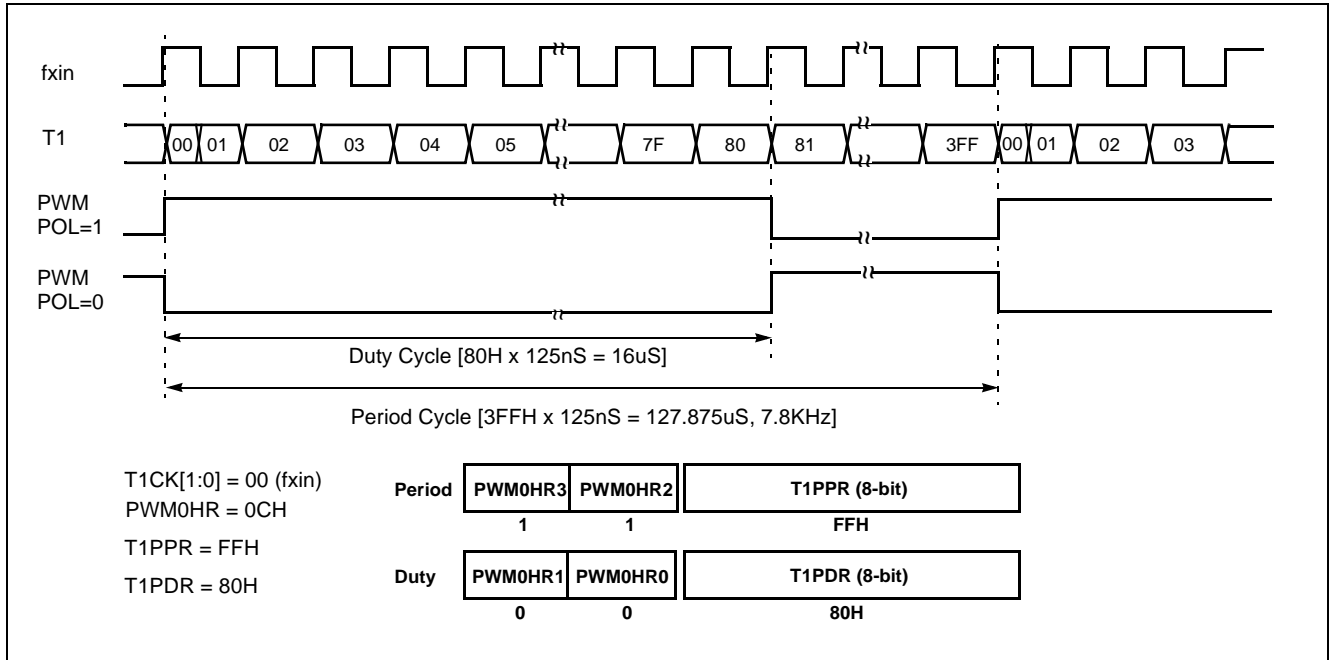 fxin
T1
00 01 02 03 04 05 7F 80 81 3FF 00 01 02 03
PWM
POL=1
PWM
POL=0
Duty Cycle [80H x 125nS = 16uS]
Period Cycle [3FFH x 125nS = 127.875uS, 7.8KHz]
T1CK[1:0] = 00 (fxin)
PWM0HR = 0CH
T1PPR = FFH
T1PDR = 80H
Period PWM0HR3 PWM0HR2 T1PPR (8-bit)
1 1 FFH
Duty PWM0HR1 PWM0HR0 T1PDR (8-bit)
0 0 80H